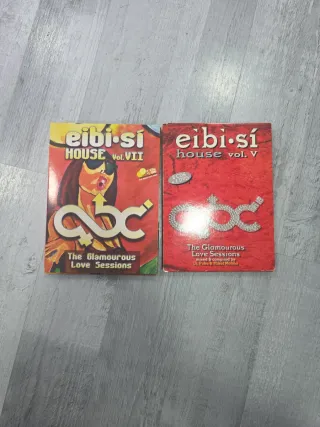 eibi·sí
HOUSE Vol. VII
abc
The Glamourous
Love Sessions
eibi·sí
house vol. V
abc
The Glamourous
Love Sessions